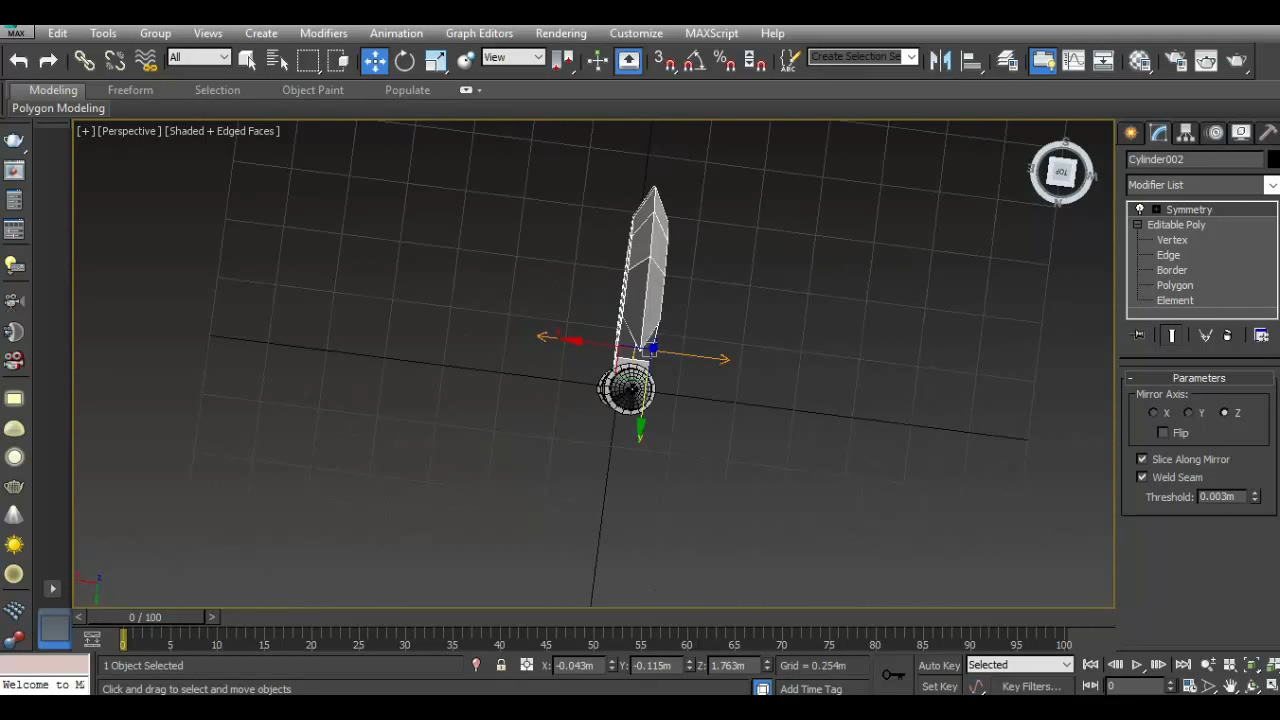 MAX Edit Tools Group Views Create Modifiers Animation Graph Editors Rendering Customize MAXScript Help
All View 3 Create Selection Se
Modeling Freeform Selection Object Paint Populate
Polygon Modeling
[+] [Perspective] [Shaded + Edged Faces]
S
TOP
N
Cylinder002
Modifier List
Symmetry
Editable Poly
Vertex
Edge
Border
Polygon
Element
Parameters
Mirror Axis:
X Y Z
Flip
Slice Along Mirror
Weld Seam
Threshold: 0.003m
y
z
< 0 / 100 >
0 5 10 15 20 25 30 35 40 45 50 55 60 65 70 75 80 85 90 95 100
1 Object Selected X: -0.043m Y: -0.115m Z: 1.763m Grid = 0.254m Auto Key Selected
Welcome to M Click and drag to select and move objects Add Time Tag Set Key Key Filters... 0